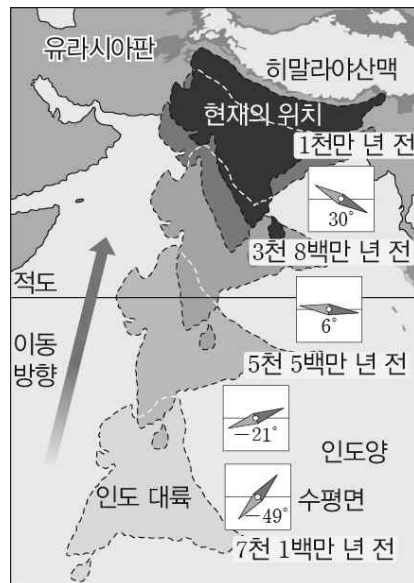 유라시아판
히말라야산맥
현재의 위치
1천만 년 전
30°
3천 8백만 년 전
적도
6°
이동
방향
5천 5백만 년 전
-21°
인도양
인도 대륙
-49°
수평면
7천 1백만 년 전